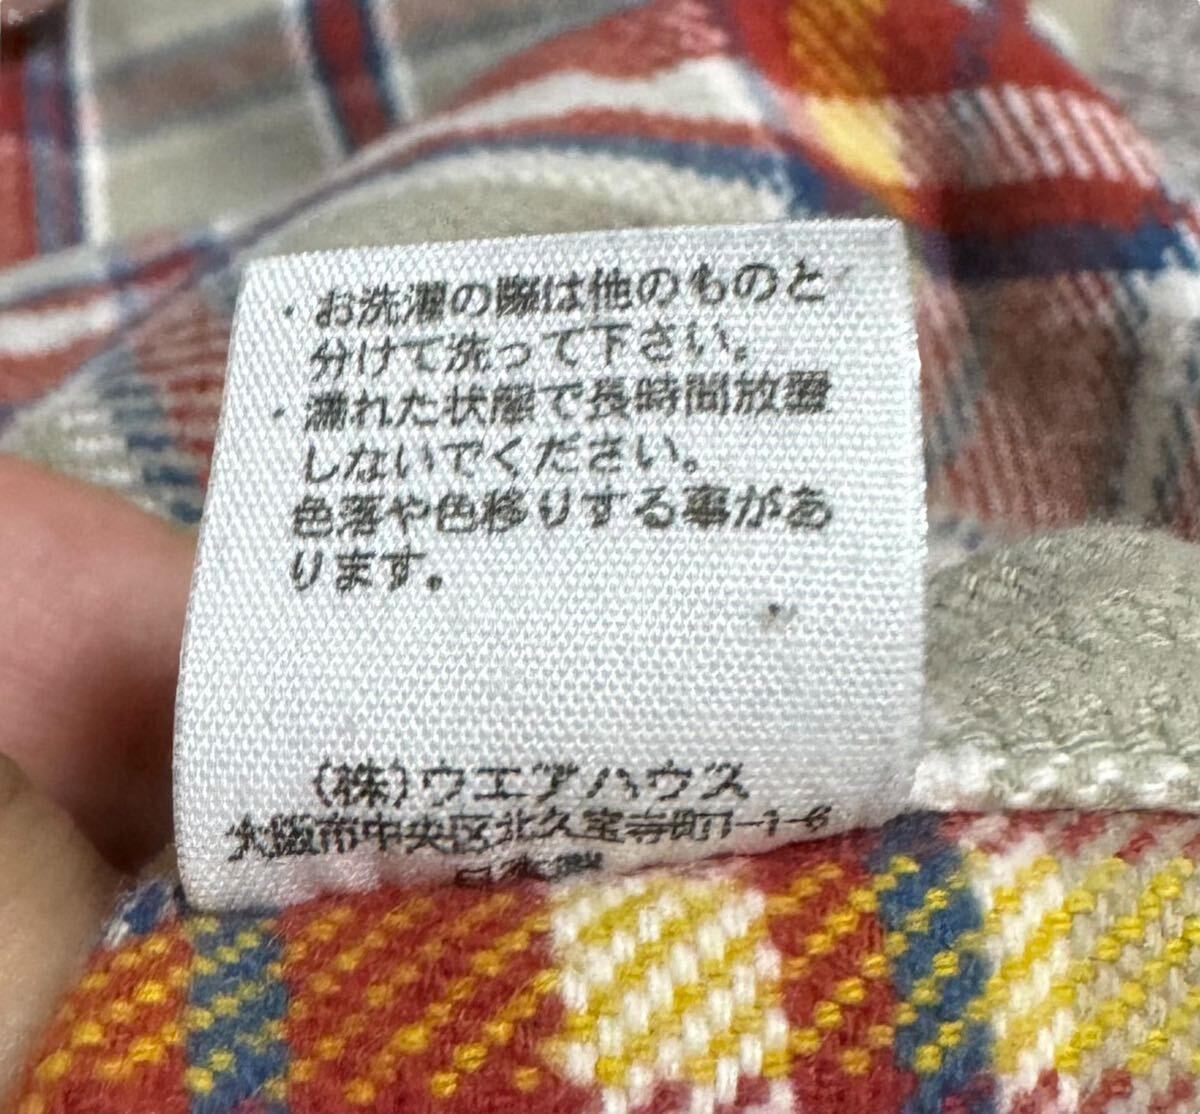 ・お洗濯の際は他のものと
分けて洗って下さい。
・濡れた状態で長時間放置
しないでください。
色落や色移りする事があ
ります。
(株)ウエアハウス
大阪市中央区北久宝寺町1-1-6
日本製